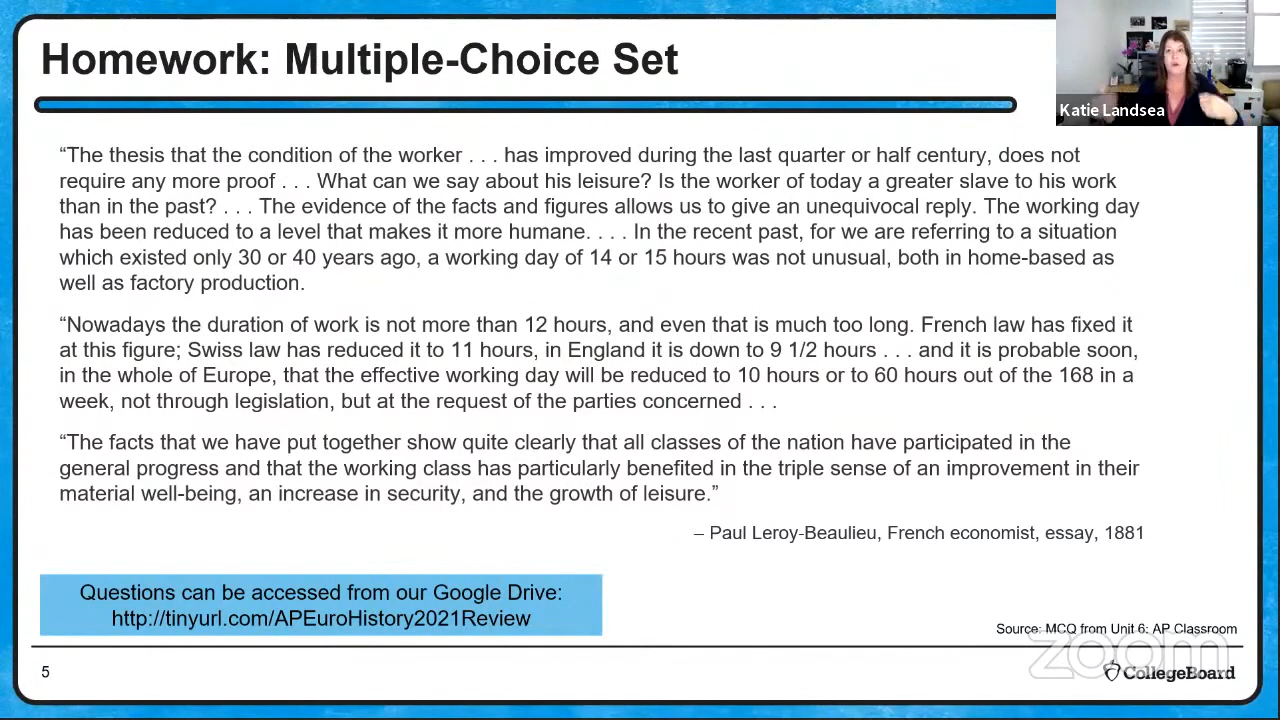 Homework: Multiple-Choice Set
Katie Landsea
“The thesis that the condition of the worker . . . has improved during the last quarter or half century, does not
require any more proof . . . What can we say about his leisure? Is the worker of today a greater slave to his work
than in the past? . . . The evidence of the facts and figures allows us to give an unequivocal reply. The working day
has been reduced to a level that makes it more humane. . . . In the recent past, for we are referring to a situation
which existed only 30 or 40 years ago, a working day of 14 or 15 hours was not unusual, both in home-based as
well as factory production.
“Nowadays the duration of work is not more than 12 hours, and even that is much too long. French law has fixed it
at this figure; Swiss law has reduced it to 11 hours, in England it is down to 9 1/2 hours . . . and it is probable soon,
in the whole of Europe, that the effective working day will be reduced to 10 hours or to 60 hours out of the 168 in a
week, not through legislation, but at the request of the parties concerned . . .
“The facts that we have put together show quite clearly that all classes of the nation have participated in the
general progress and that the working class has particularly benefited in the triple sense of an improvement in their
material well-being, an increase in security, and the growth of leisure.”
– Paul Leroy-Beaulieu, French economist, essay, 1881
Questions can be accessed from our Google Drive:
http://tinyurl.com/APEuroHistory2021Review
Source: MCQ from Unit 6: AP Classroom
zoom
5
CollegeBoard